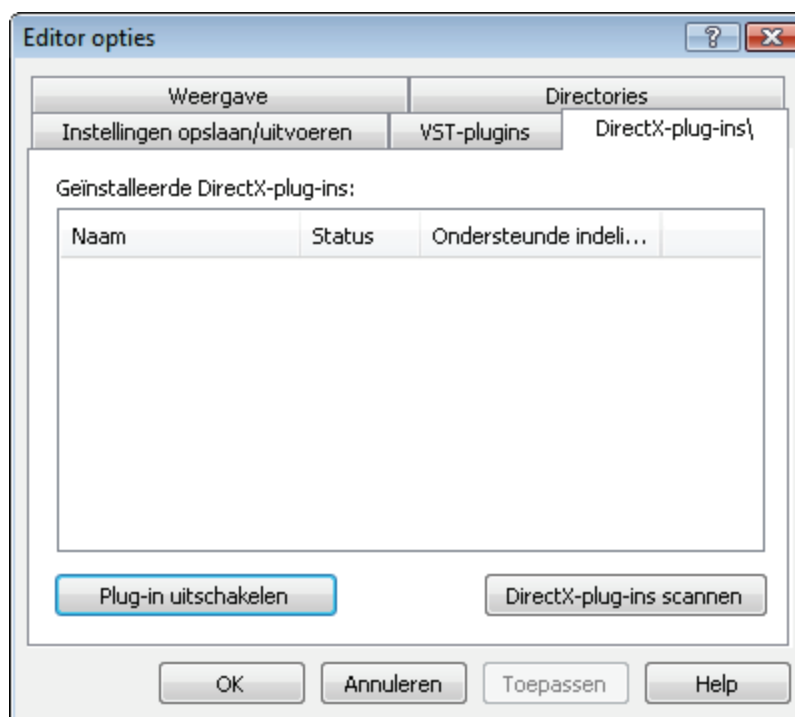 Editor opties
Weergave Directories
Instellingen opslaan/uitvoeren VST-plugins DirectX-plug-ins\
Geïnstalleerde DirectX-plug-ins:
Naam Status Ondersteunde indeli...
Plug-in uitschakelen DirectX-plug-ins scannen
OK Annuleren Toepassen Help